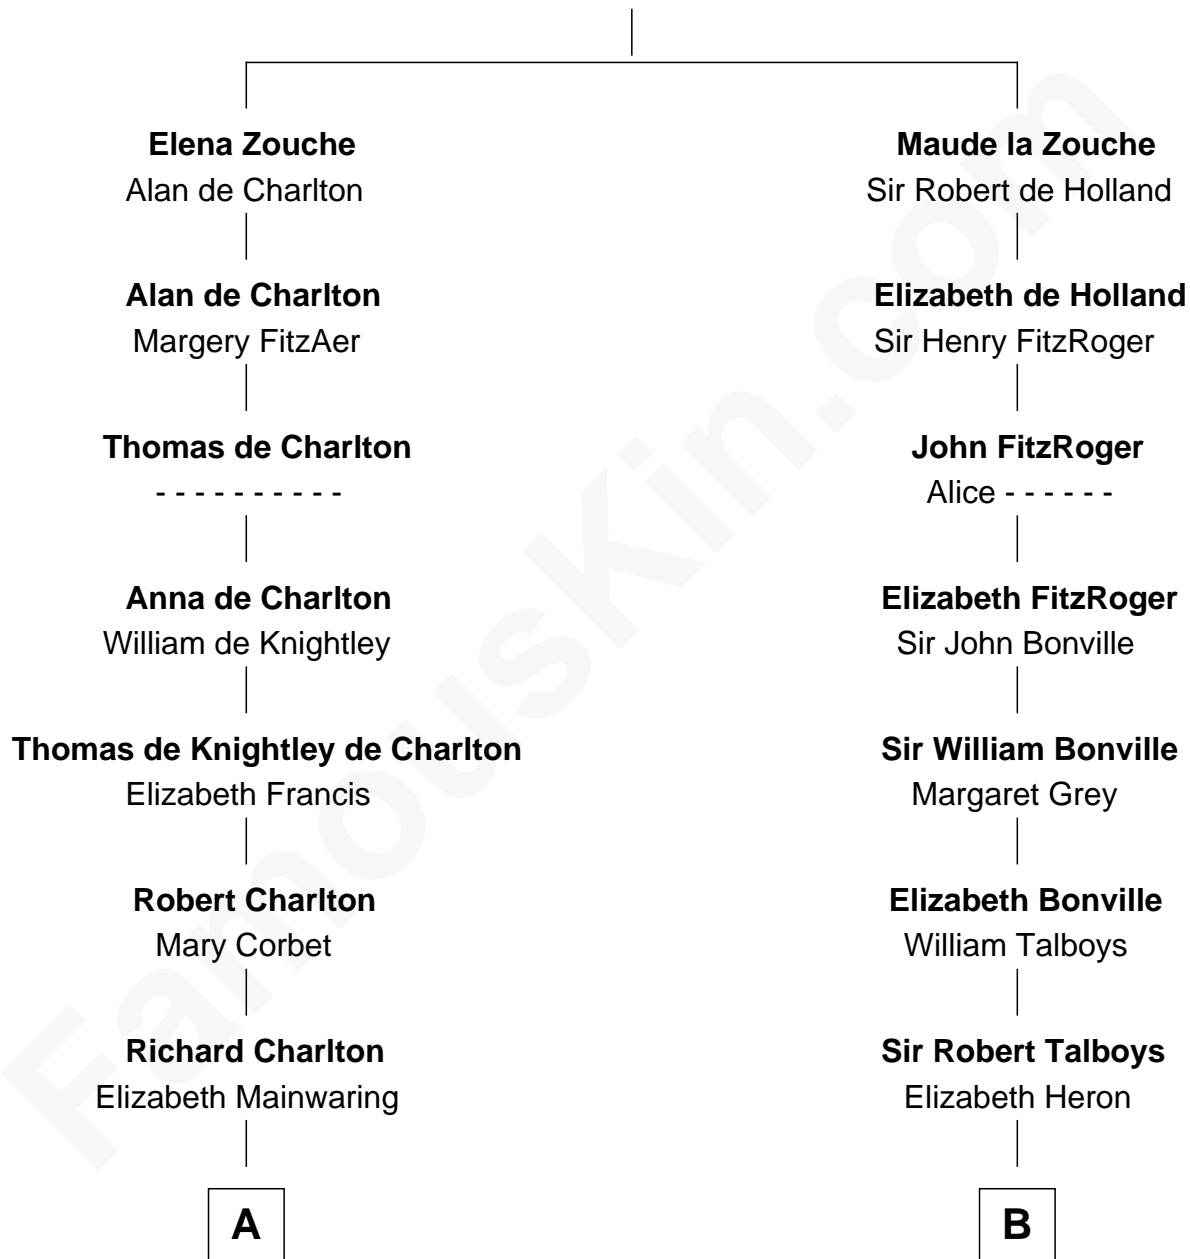 Elena Zouche
Alan de Charlton
Alan de Charlton
Margery FitzAer
Thomas de Charlton
- - - - - - - - - -
Anna de Charlton
William de Knightley
Thomas de Knightley de Charlton
Elizabeth Francis
Robert Charlton
Mary Corbet
Richard Charlton
Elizabeth Mainwaring
A
Maude la Zouche
Sir Robert de Holland
Elizabeth de Holland
Sir Henry FitzRoger
John FitzRoger
Alice - - - - - -
Elizabeth FitzRoger
Sir John Bonville
Sir William Bonville
Margaret Grey
Elizabeth Bonville
William Talboys
Sir Robert Talboys
Elizabeth Heron
B
FamousKin.com